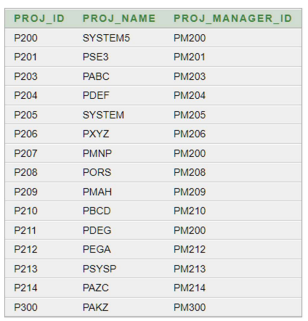 PROJ_ID PROJ_NAME PROJ_MANAGER_ID
P200 SYSTEM5 PM200
P201 PSE3 PM201
P203 PABC PM203
P204 PDEF PM204
P205 SYSTEM PM205
P206 PXYZ PM206
P207 PMNP PM200
P208 PORS PM208
P209 PMAH PM209
P210 PBCD PM210
P211 PDEG PM200
P212 PEGA PM212
P213 PSYSP PM213
P214 PAZC PM214
P300 PAKZ PM300